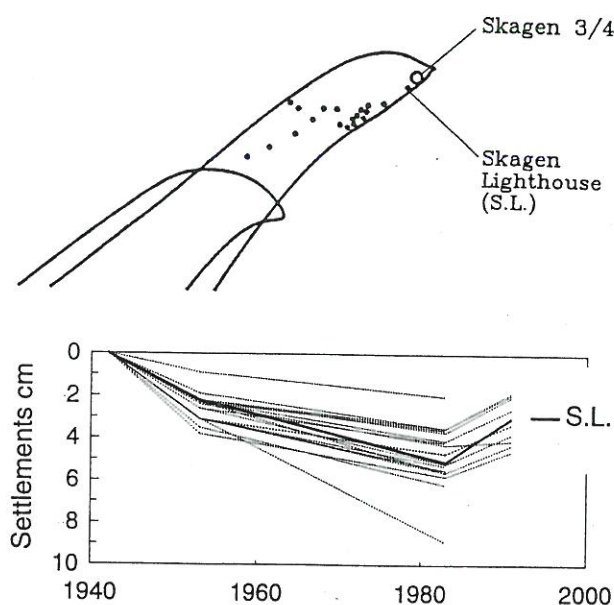 Skagen 3/4
Skagen
Lighthouse
(S.L.)
Settlements cm
0
2
4
6
8
10
S.L.
1940
1960
1980
2000